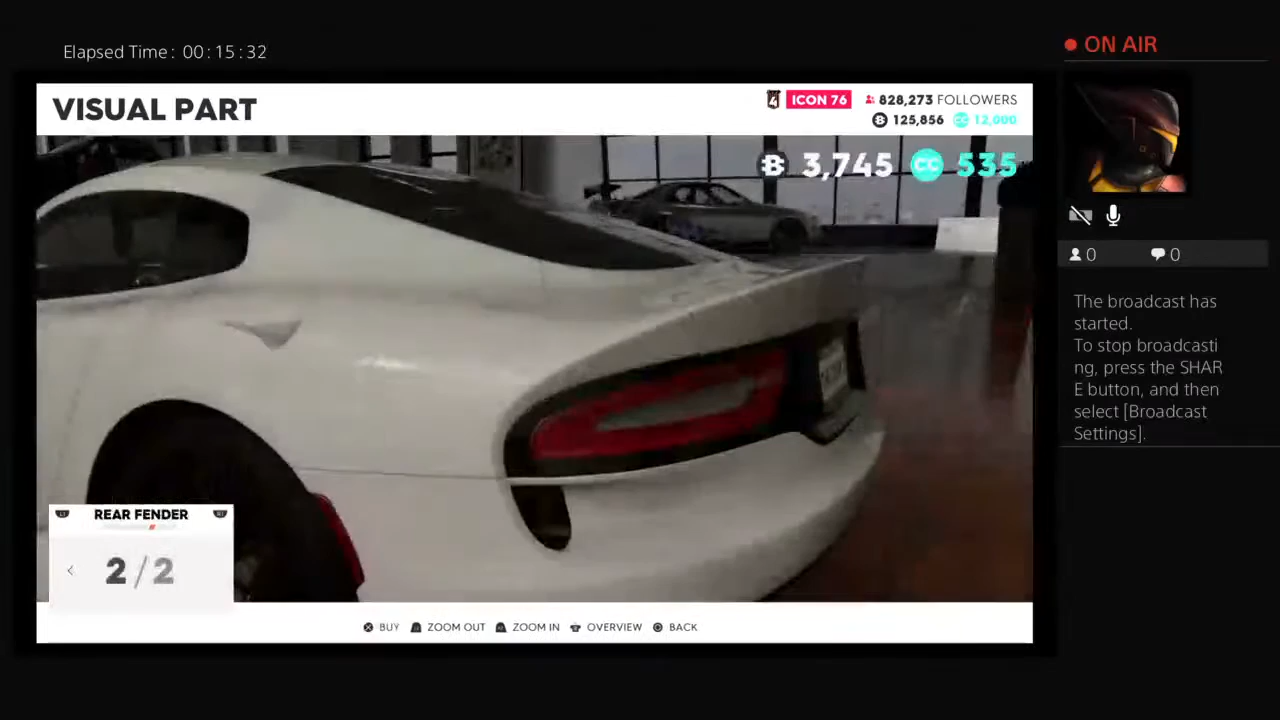 Elapsed Time: 00:15:32
ON AIR
VISUAL PART
ICON 76
828,273 FOLLOWERS
125,856
CC 12,000
3,745
CC 535
0
0
The broadcast has
started.
To stop broadcasti
ng, press the SHAR
E button, and then
select [Broadcast
Settings].
REAR FENDER
2/2
BUY
ZOOM OUT
ZOOM IN
OVERVIEW
BACK